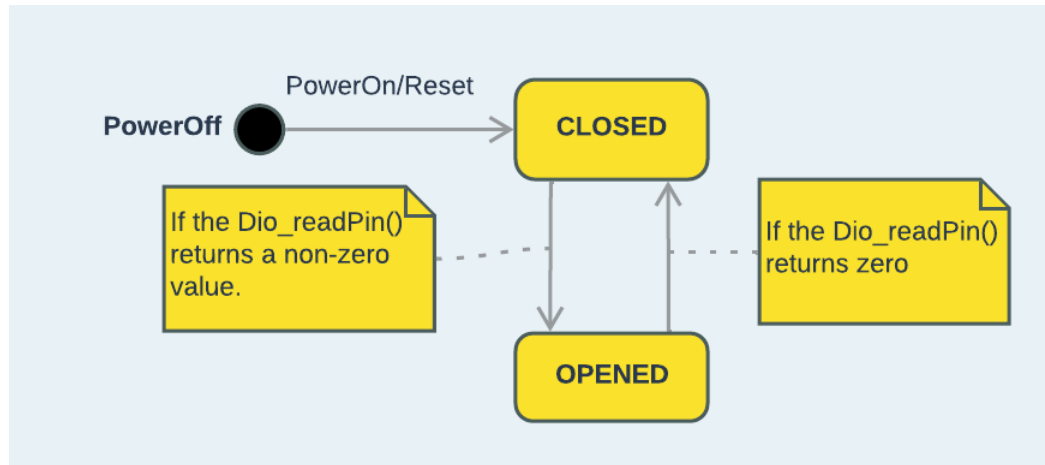 PowerOn/Reset
PowerOff
CLOSED
If the Dio_readPin()
returns a non-zero
value.
If the Dio_readPin()
returns zero
OPENED